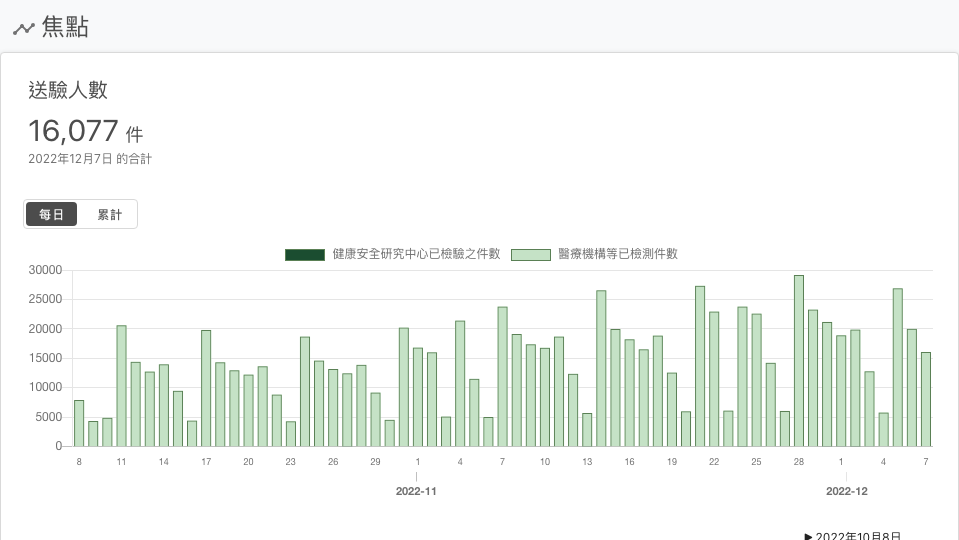 焦點
送驗人數
16,077 件
2022年12月7日 的合計
每日 累計
健康安全研究中心已檢驗之件數 醫療機構等已檢測件數
30000
25000
20000
15000
10000
5000
0
8 11 14 17 20 23 26 29 1 4 7 10 13 16 19 22 25 28 1 4 7
2022-11 2022-12
▶ 2022年10月8日